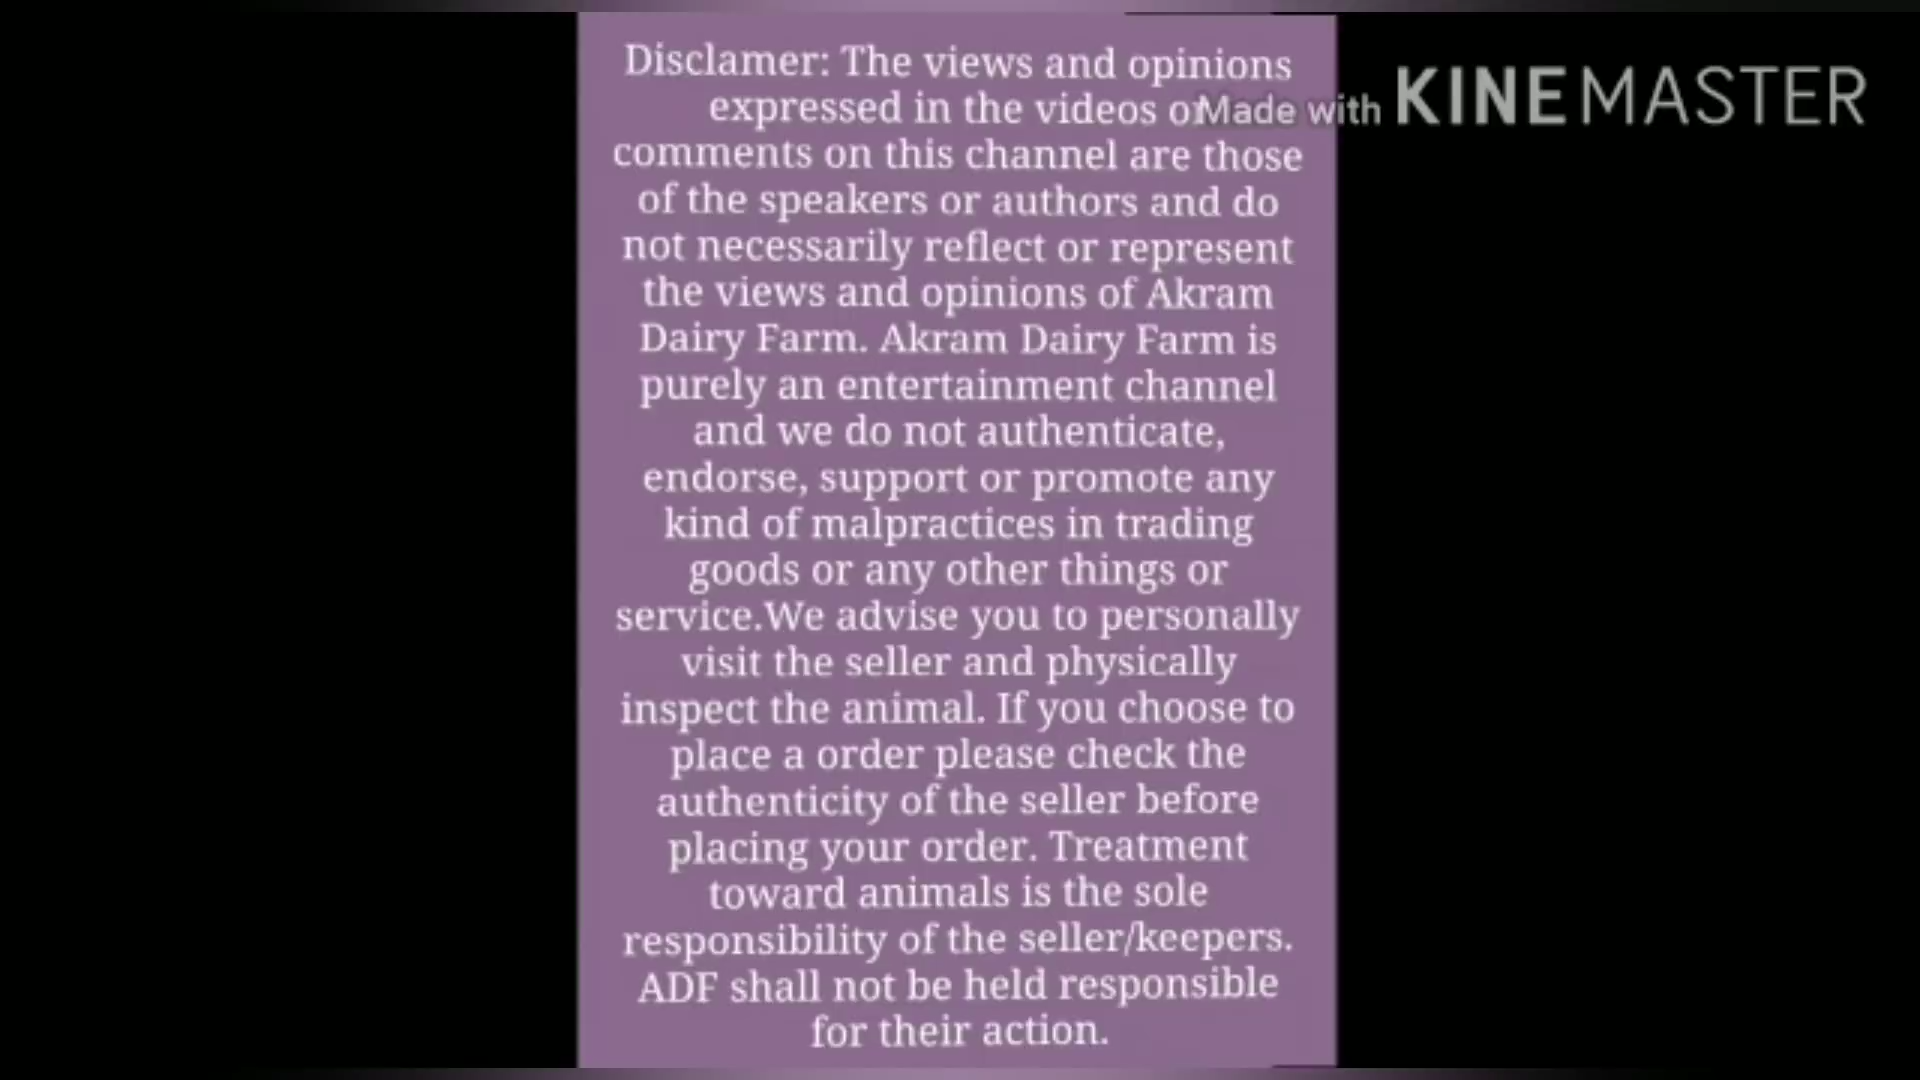 Disclamer: The views and opinions
expressed in the videos or
Made with KINEMASTER
comments on this channel are those
of the speakers or authors and do
not necessarily reflect or represent
the views and opinions of Akram
Dairy Farm. Akram Dairy Farm is
purely an entertainment channel
and we do not authenticate,
endorse, support or promote any
kind of malpractices in trading
goods or any other things or
service.We advise you to personally
visit the seller and physically
inspect the animal. If you choose to
place a order please check the
authenticity of the seller before
placing your order. Treatment
toward animals is the sole
responsibility of the seller/keepers.
ADF shall not be held responsible
for their action.